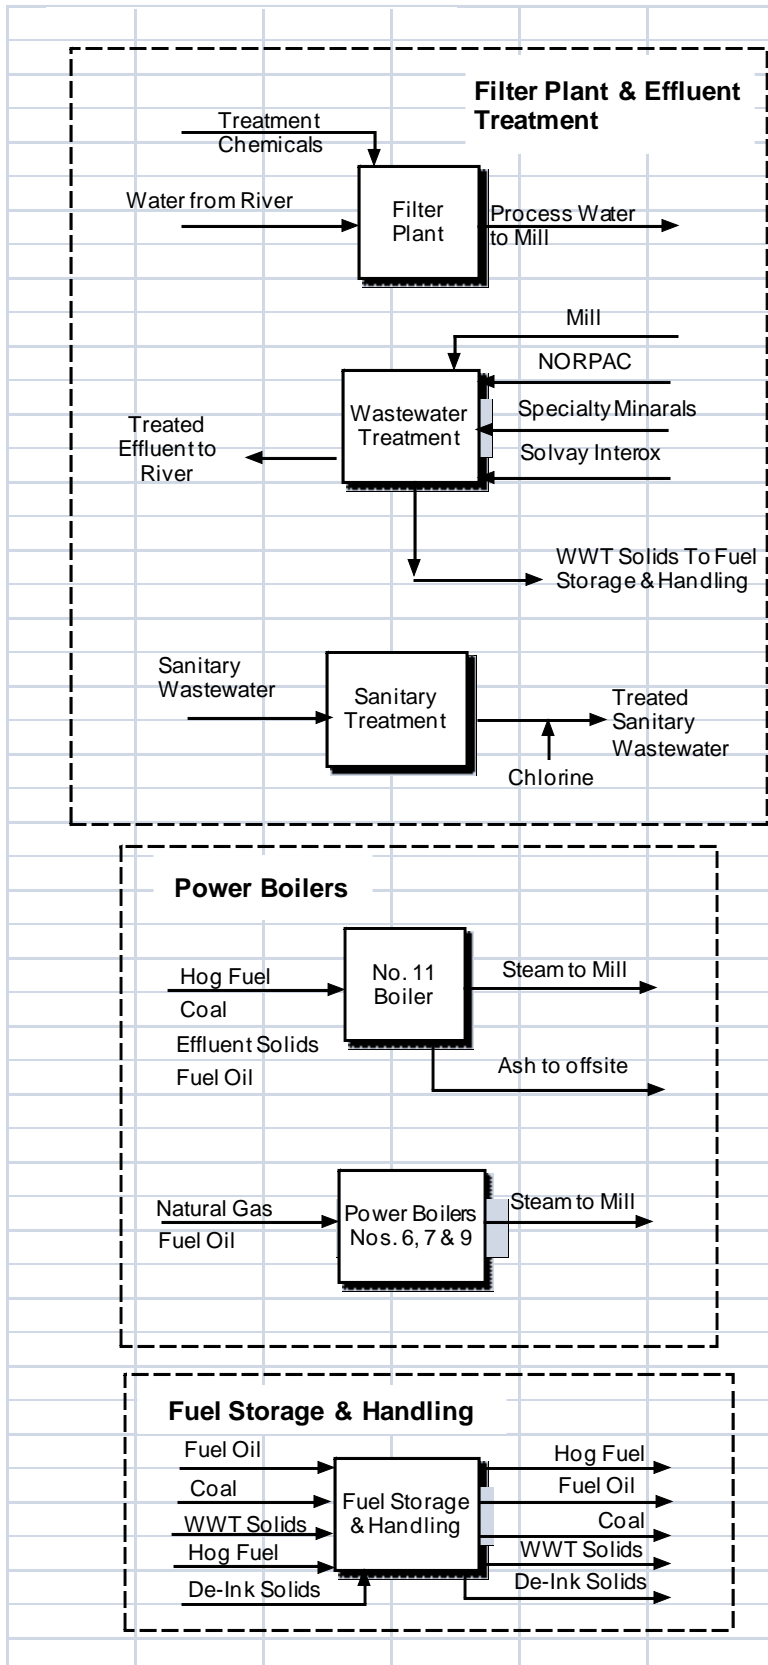 Filter Plant & Effluent
Treatment
Treatment
Chemicals
Water from River
Filter
Plant
Process Water
to Mill
Mill
NORPAC
Specialty Minarals
Solvay Interox
Wastewater
Treatment
Treated
Effluent to
River
WWT Solids To Fuel
Storage & Handling
Sanitary
Wastewater
Sanitary
Treatment
Treated
Sanitary
Wastewater
Chlorine
Power Boilers
Hog Fuel
Coal
Effluent Solids
Fuel Oil
No. 11
Boiler
Steam to Mill
Ash to offsite
Natural Gas
Fuel Oil
Power Boilers
Nos. 6, 7 & 9
Steam to Mill
Fuel Storage & Handling
Fuel Oil
Coal
WWT Solids
Hog Fuel
De-Ink Solids
Fuel Storage
& Handling
Hog Fuel
Fuel Oil
Coal
WWT Solids
De-Ink Solids